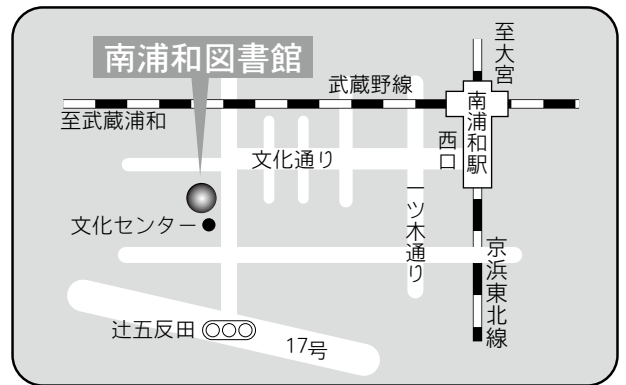 南浦和図書館
至大宮
武蔵野線
至武蔵浦和
南浦和駅
西口
文化通り
一ツ木通り
文化センター
京浜東北線
辻五反田
17号